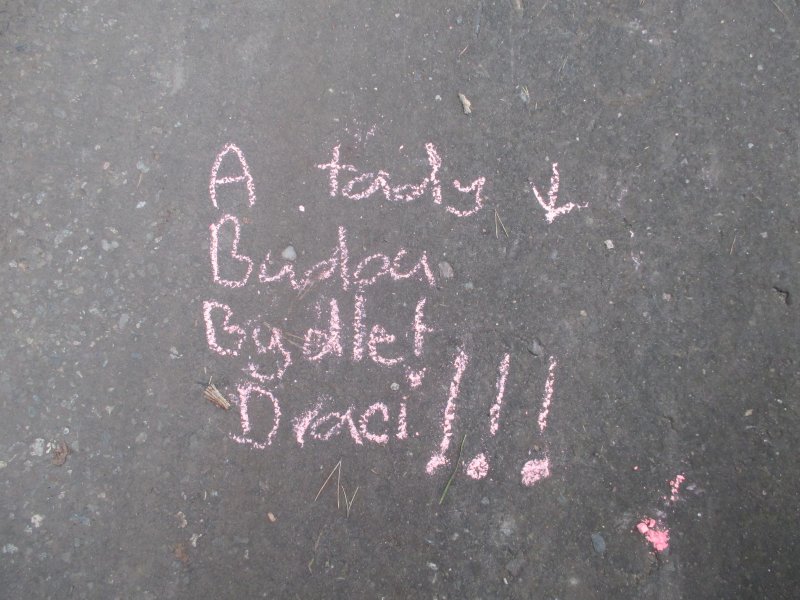 A tady ↓
Budou
Bydlet
Draci!!!